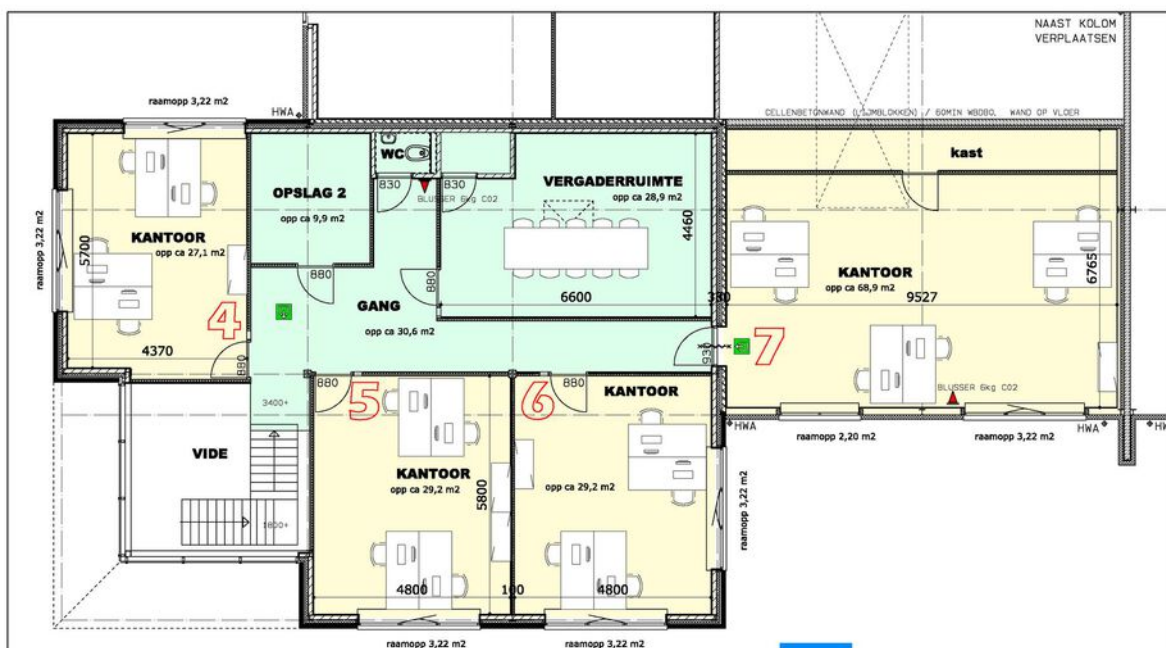 NAAST KOLOM
VERPLAATSEN
raamopp 3,22 m2
HWA
CELLENBETONWAND (LIJMBLOKKEN) / 60MIN WBDBO, WAND OP VLOER
WC
kast
OPSLAG 2
opp ca 9,9 m2
830
830
BLUSSER 6kg CO2
VERGADERRUIMTE
opp ca 28,9 m2
4460
raamopp 3,22 m2
5700
KANTOOR
opp ca 27,1 m2
KANTOOR
opp ca 68,9 m2
6765
880
880
6600
330
9527
GANG
opp ca 30,6 m2
4
4370
880
930
7
880
5
6
880
KANTOOR
BLUSSER 6kg CO2
3400+
HWA
raamopp 2,20 m2
raamopp 3,22 m2
HWA
VIDE
KANTOOR
opp ca 29,2 m2
opp ca 29,2 m2
5800
raamopp 3,22 m2
1800+
4800
100
4800
raamopp 3,22 m2
raamopp 3,22 m2